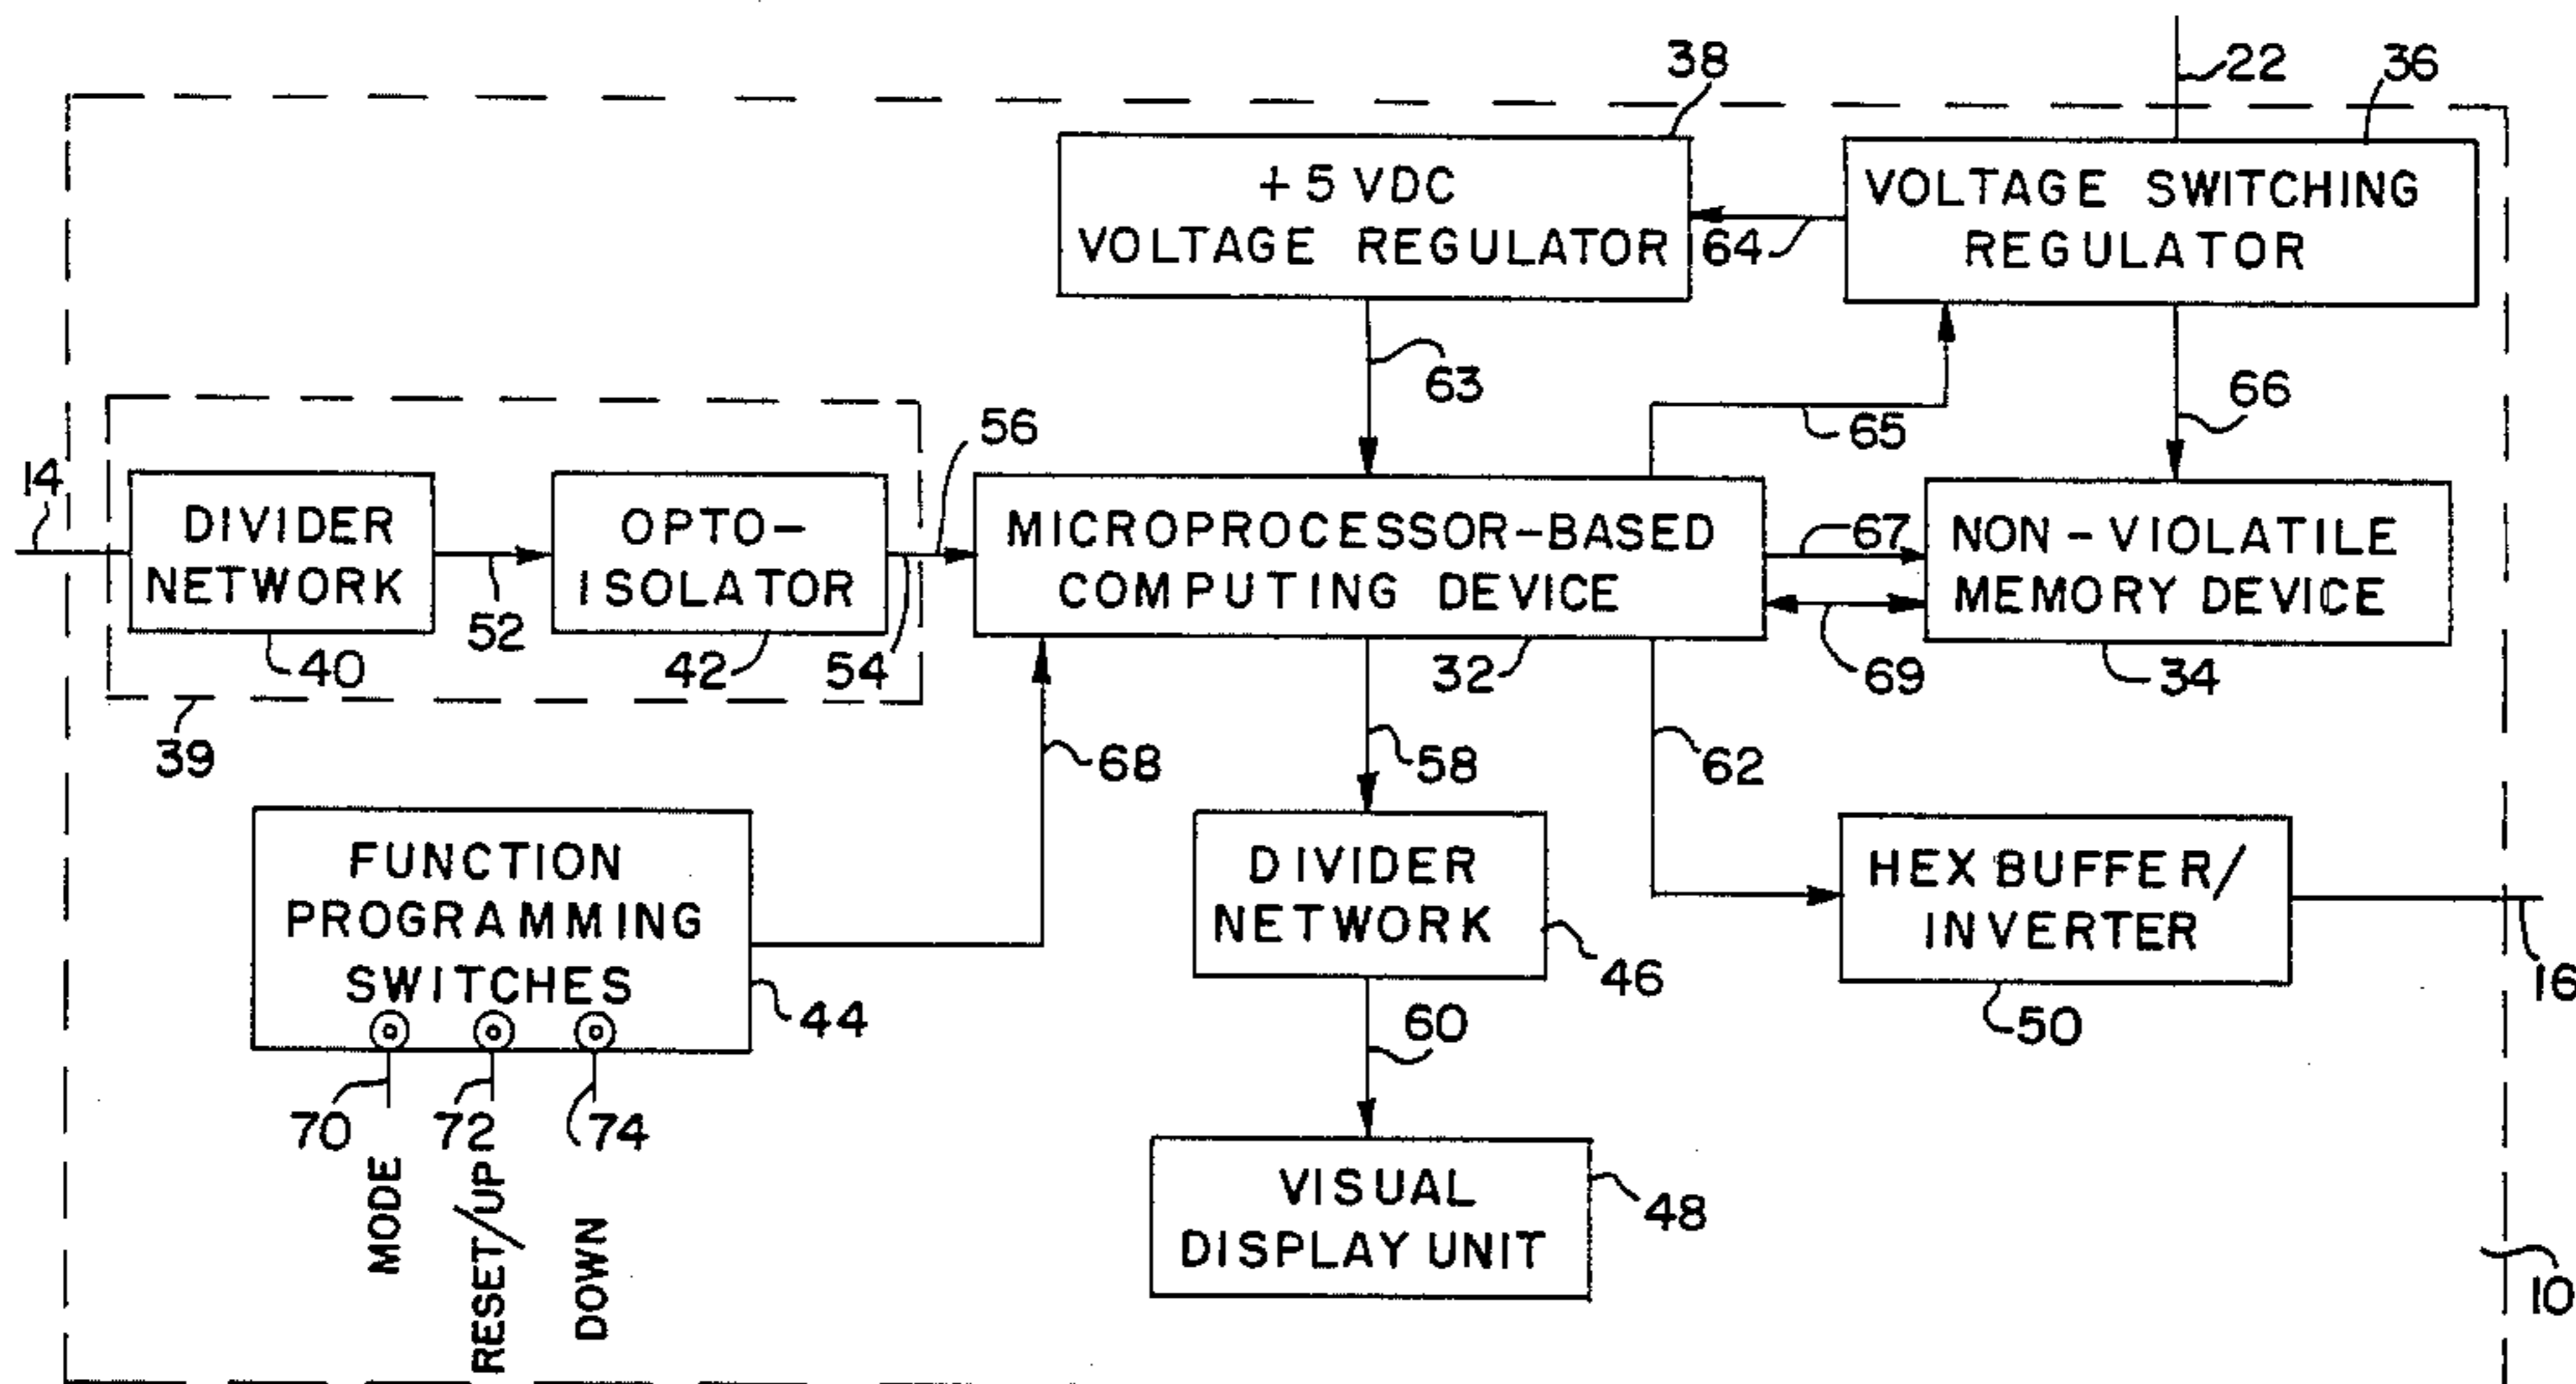 38
22
36
+5 VDC
VOLTAGE REGULATOR
64
VOLTAGE SWITCHING
REGULATOR
63
65
66
14
DIVIDER
NETWORK
40
52
OPTO-
ISOLATOR
42
54
56
39
MICROPROCESSOR-BASED
COMPUTING DEVICE
32
67
69
NON-VIOLATILE
MEMORY DEVICE
34
68
58
62
FUNCTION
PROGRAMMING
SWITCHES
44
70
72
74
MODE
RESET/UP
DOWN
DIVIDER
NETWORK
46
60
HEX BUFFER/
INVERTER
50
16
VISUAL
DISPLAY UNIT
48
10